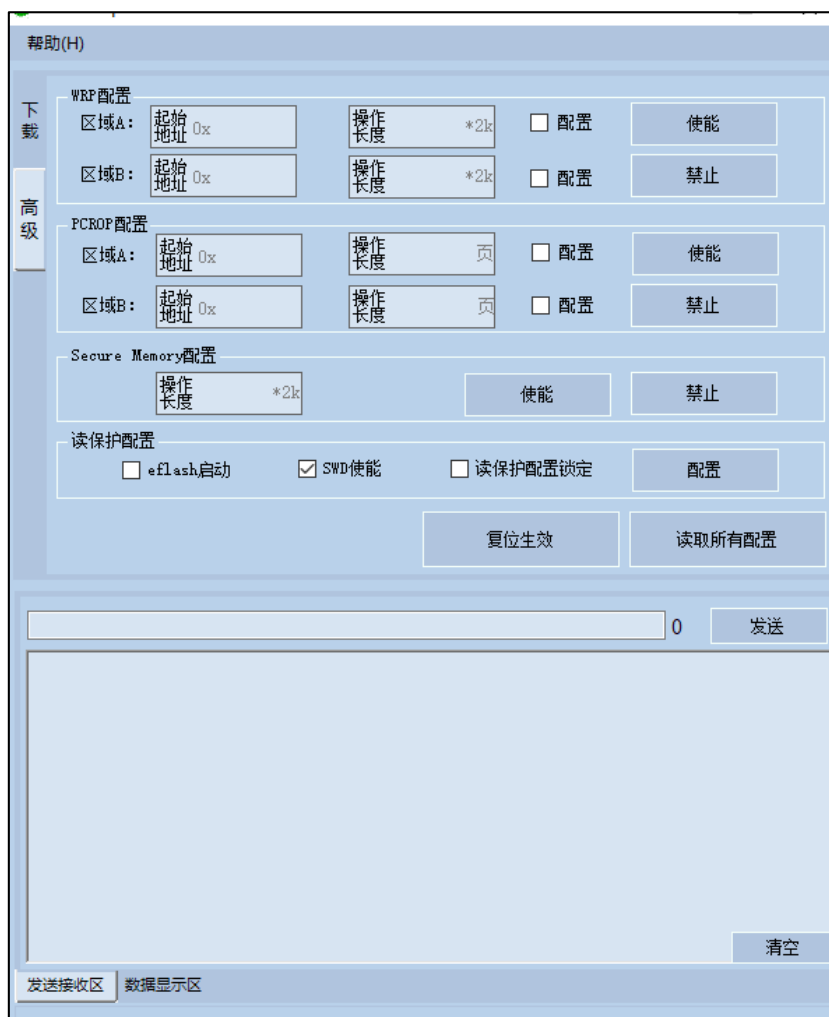 帮助(H)
下载
高级
WRP配置
区域A: 起始地址 0x 操作长度 *2k 配置 使能
区域B: 起始地址 0x 操作长度 *2k 配置 禁止
PCROP配置
区域A: 起始地址 0x 操作长度 页 配置 使能
区域B: 起始地址 0x 操作长度 页 配置 禁止
Secure Memory配置
操作长度 *2k 使能 禁止
读保护配置
eflash启动 SWD使能 读保护配置锁定 配置
复位生效 读取所有配置
0 发送
清空
发送接收区 数据显示区